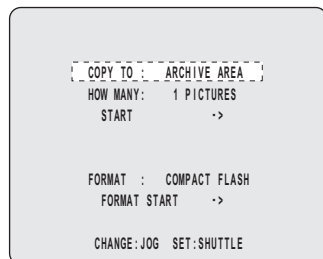 COPY TO : ARCHIVE AREA
HOW MANY: 1 PICTURES
START ->
FORMAT : COMPACT FLASH
FORMAT START ->
CHANGE:JOG SET:SHUTTLE